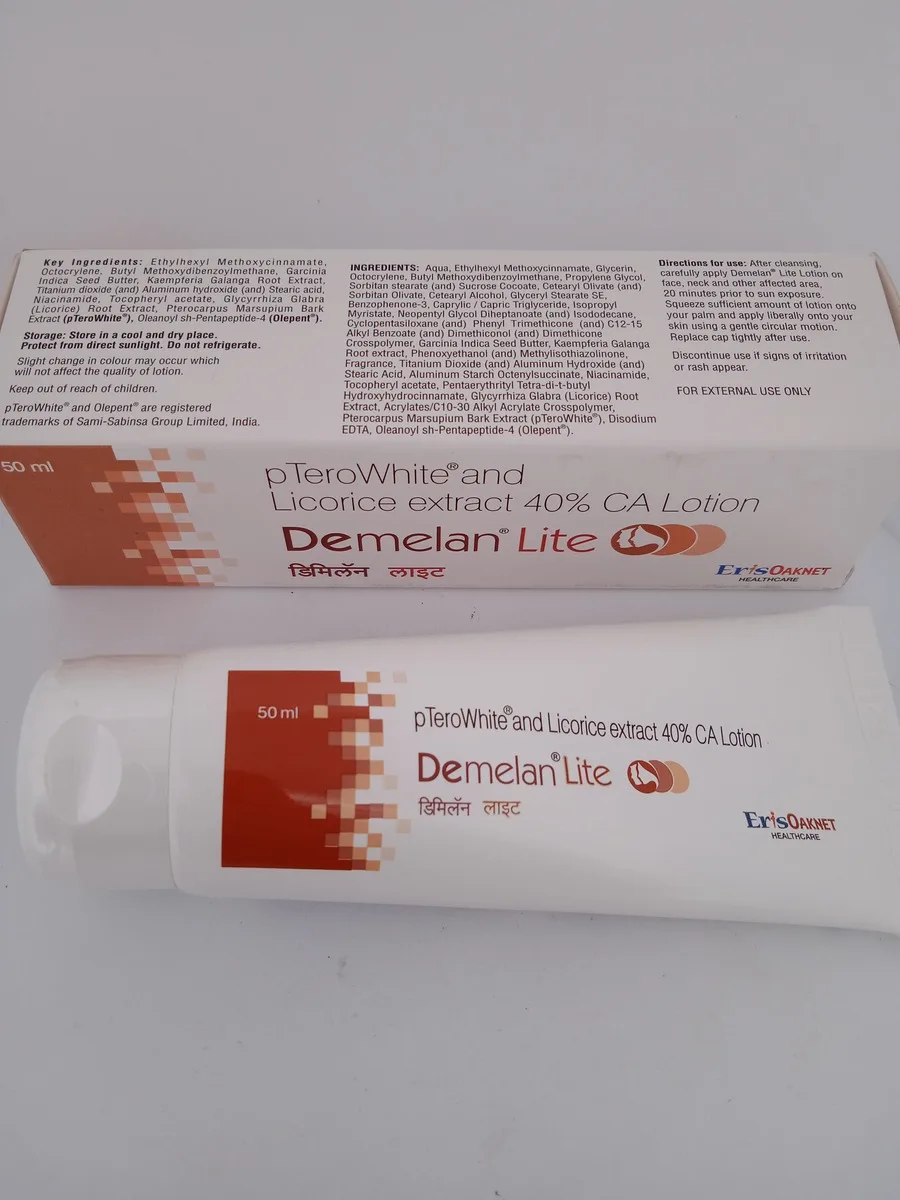 Key Ingredients: Ethylhexyl Methoxycinnamate,
Octocrylene, Butyl Methoxydibenzoylmethane, Garcinia
Indica Seed Butter, Kaempferia Galanga Root Extract,
Titanium dioxide (and) Aluminum hydroxide (and) Stearic acid,
Niacinamide, Tocopheryl acetate, Glycyrrhiza Glabra
(Licorice) Root Extract, Pterocarpus Marsupium Bark
Extract (pTeroWhite®), Oleanoyl sh-Pentapeptide-4 (Olepent®).
Storage: Store in a cool and dry place.
Protect from direct sunlight. Do not refrigerate.
Slight change in colour may occur which
will not affect the quality of lotion.
Keep out of reach of children.
pTeroWhite® and Olepent® are registered
trademarks of Sami-Sabinsa Group Limited, India.
INGREDIENTS: Aqua, Ethylhexyl Methoxycinnamate, Glycerin,
Octocrylene, Butyl Methoxydibenzoylmethane, Propylene Glycol,
Sorbitan stearate (and) Sucrose Cocoate, Cetearyl Olivate (and)
Sorbitan Olivate, Cetearyl Alcohol, Glyceryl Stearate SE,
Benzophenone-3, Caprylic / Capric Triglyceride, Isopropyl
Myristate, Neopentyl Glycol Diheptanoate (and) Isododecane,
Cyclopentasiloxane (and) Phenyl Trimethicone (and) C12-15
Alkyl Benzoate (and) Dimethiconol (and) Dimethicone
Crosspolymer, Garcinia Indica Seed Butter, Kaempferia Galanga
Root extract, Phenoxyethanol (and) Methylisothiazolinone,
Fragrance, Titanium Dioxide (and) Aluminum Hydroxide (and)
Stearic Acid, Aluminum Starch Octenylsuccinate, Niacinamide,
Tocopheryl acetate, Pentaerythrityl Tetra-di-t-butyl
Hydroxyhydrocinnamate, Glycyrrhiza Glabra (Licorice) Root
Extract, Acrylates/C10-30 Alkyl Acrylate Crosspolymer,
Pterocarpus Marsupium Bark Extract (pTeroWhite®), Disodium
EDTA, Oleanoyl sh-Pentapeptide-4 (Olepent®).
Directions for use: After cleansing,
carefully apply Demelan® Lite Lotion on
face, neck and other affected area,
20 minutes prior to sun exposure.
Squeeze sufficient amount of lotion onto
your palm and apply liberally onto your
skin using a gentle circular motion.
Replace cap tightly after use.
Discontinue use if signs of irritation
or rash appear.
FOR EXTERNAL USE ONLY
50 ml
pTeroWhite® and
Licorice extract 40% CA Lotion
Demelan® Lite
डिमिलॅन लाइट
ErisOAKNET
HEALTHCARE
50 ml
pTeroWhite® and Licorice extract 40% CA Lotion
Demelan® Lite
डिमिलॅन लाइट
ErisOAKNET
HEALTHCARE